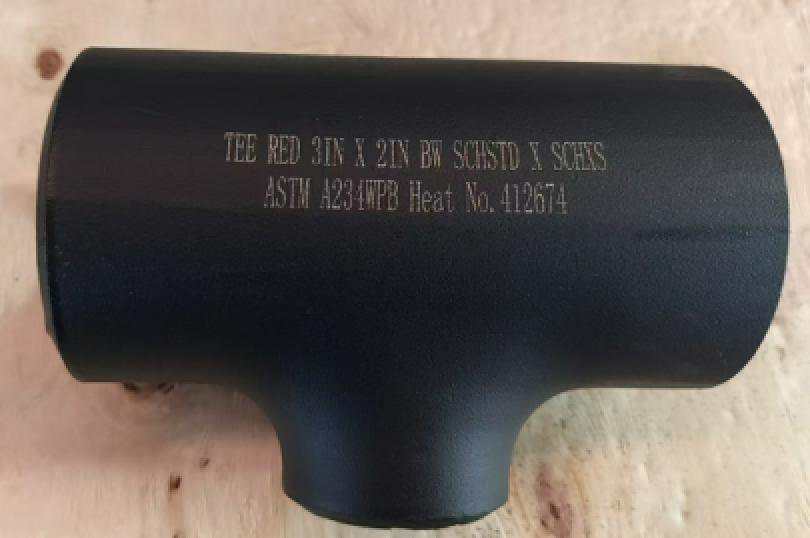 TEE RED 3IN X 2IN BW SCHSTD X SCHXS
ASTM A234WPB Heat No.412674